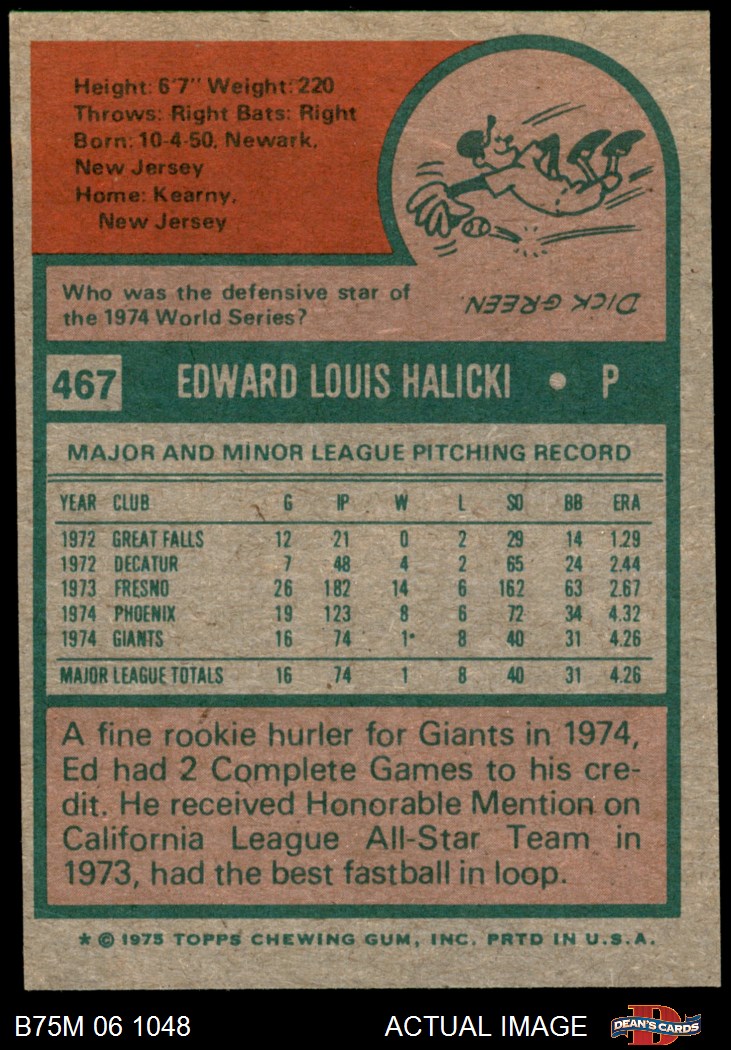 Height: 6'7" Weight: 220
Throws: Right Bats: Right
Born: 10-4-50, Newark,
New Jersey
Home: Kearny,
New Jersey
DICK GREEN.
Who was the defensive star of
the 1974 World Series?
467 EDWARD LOUIS HALICKI • P
MAJOR AND MINOR LEAGUE PITCHING RECORD
YEAR CLUB G IP W L SO BB ERA
1972 GREAT FALLS 12 21 0 2 29 14 1.29
1972 DECATUR 7 48 4 2 65 24 2.44
1973 FRESNO 26 182 14 6 162 63 2.67
1974 PHOENIX 19 123 8 6 72 34 4.32
1974 GIANTS 16 74 1• 8 40 31 4.26
MAJOR LEAGUE TOTALS 16 74 1 8 40 31 4.26
A fine rookie hurler for Giants in 1974,
Ed had 2 Complete Games to his cre-
dit. He received Honorable Mention on
California League All-Star Team in
1973, had the best fastball in loop.
* © 1975 TOPPS CHEWING GUM, INC. PRTD IN U.S.A.
B75M 06 1048 ACTUAL IMAGE DEAN'S CARDS